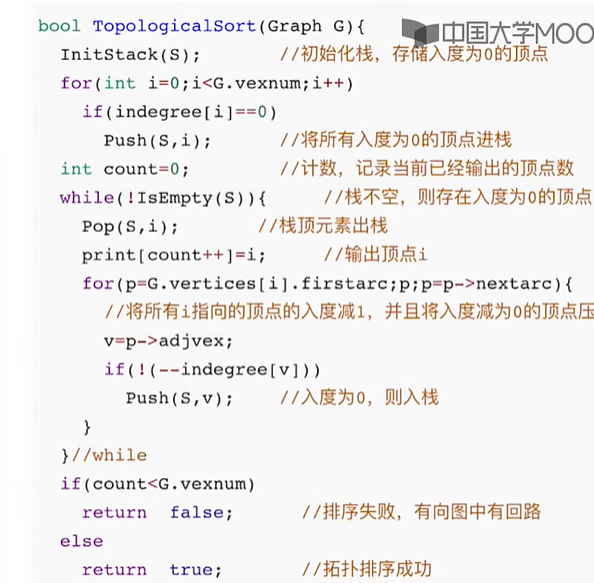 bool TopologicalSort(Graph G){
中国大学MOO
InitStack(S); //初始化栈，存储入度为0的顶点
for(int i=0;i<G.vexnum;i++)
if(indegree[i]==0)
Push(S,i); //将所有入度为0的顶点进栈
int count=0; //计数，记录当前已经输出的顶点数
while(!IsEmpty(S)){ //栈不空，则存在入度为0的顶点
Pop(S,i); //栈顶元素出栈
print[count++]=i; //输出顶点i
for(p=G.vertices[i].firstarc;p;p=p->nextarc){
//将所有i指向的顶点的入度减1，并且将入度减为0的顶点压
v=p->adjvex;
if(!(--indegree[v]))
Push(S,v); //入度为0，则入栈
}
}//while
if(count<G.vexnum)
return false; //排序失败，有向图中有回路
else
return true; //拓扑排序成功